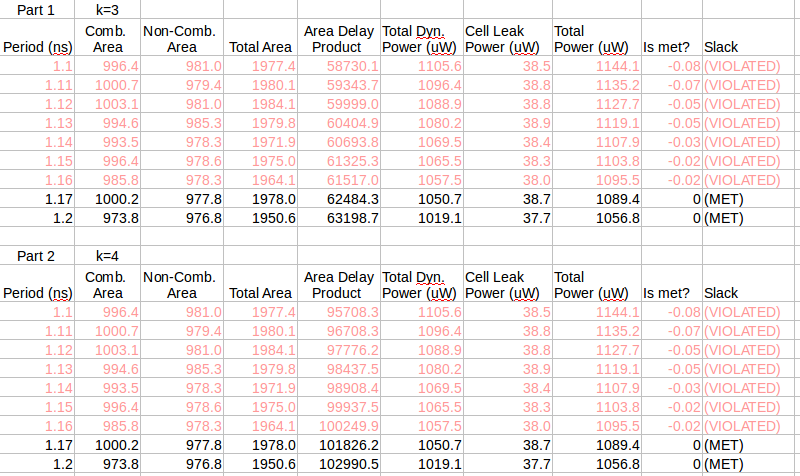 Part 1 k=3
Comb. Non-Comb. Area Delay Total Dyn. Cell Leak Total
Period (ns) Area Area Total Area Product Power (uW) Power (uW) Power (uW) Is met? Slack
1.1 996.4 981.0 1977.4 58730.1 1105.6 38.5 1144.1 -0.08 (VIOLATED)
1.11 1000.7 979.4 1980.1 59343.7 1096.4 38.8 1135.2 -0.07 (VIOLATED)
1.12 1003.1 981.0 1984.1 59999.0 1088.9 38.8 1127.7 -0.05 (VIOLATED)
1.13 994.6 985.3 1979.8 60404.9 1080.2 38.9 1119.1 -0.05 (VIOLATED)
1.14 993.5 978.3 1971.9 60693.8 1069.5 38.4 1107.9 -0.03 (VIOLATED)
1.15 996.4 978.6 1975.0 61325.3 1065.5 38.3 1103.8 -0.02 (VIOLATED)
1.16 985.8 978.3 1964.1 61517.0 1057.5 38.0 1095.5 -0.02 (VIOLATED)
1.17 1000.2 977.8 1978.0 62484.3 1050.7 38.7 1089.4 0 (MET)
1.2 973.8 976.8 1950.6 63198.7 1019.1 37.7 1056.8 0 (MET)
Part 2 k=4
Comb. Non-Comb. Area Delay Total Dyn. Cell Leak Total
Period (ns) Area Area Total Area Product Power (uW) Power (uW) Power (uW) Is met? Slack
1.1 996.4 981.0 1977.4 95708.3 1105.6 38.5 1144.1 -0.08 (VIOLATED)
1.11 1000.7 979.4 1980.1 96708.3 1096.4 38.8 1135.2 -0.07 (VIOLATED)
1.12 1003.1 981.0 1984.1 97776.2 1088.9 38.8 1127.7 -0.05 (VIOLATED)
1.13 994.6 985.3 1979.8 98437.5 1080.2 38.9 1119.1 -0.05 (VIOLATED)
1.14 993.5 978.3 1971.9 98908.4 1069.5 38.4 1107.9 -0.03 (VIOLATED)
1.15 996.4 978.6 1975.0 99937.5 1065.5 38.3 1103.8 -0.02 (VIOLATED)
1.16 985.8 978.3 1964.1 100249.9 1057.5 38.0 1095.5 -0.02 (VIOLATED)
1.17 1000.2 977.8 1978.0 101826.2 1050.7 38.7 1089.4 0 (MET)
1.2 973.8 976.8 1950.6 102990.5 1019.1 37.7 1056.8 0 (MET)